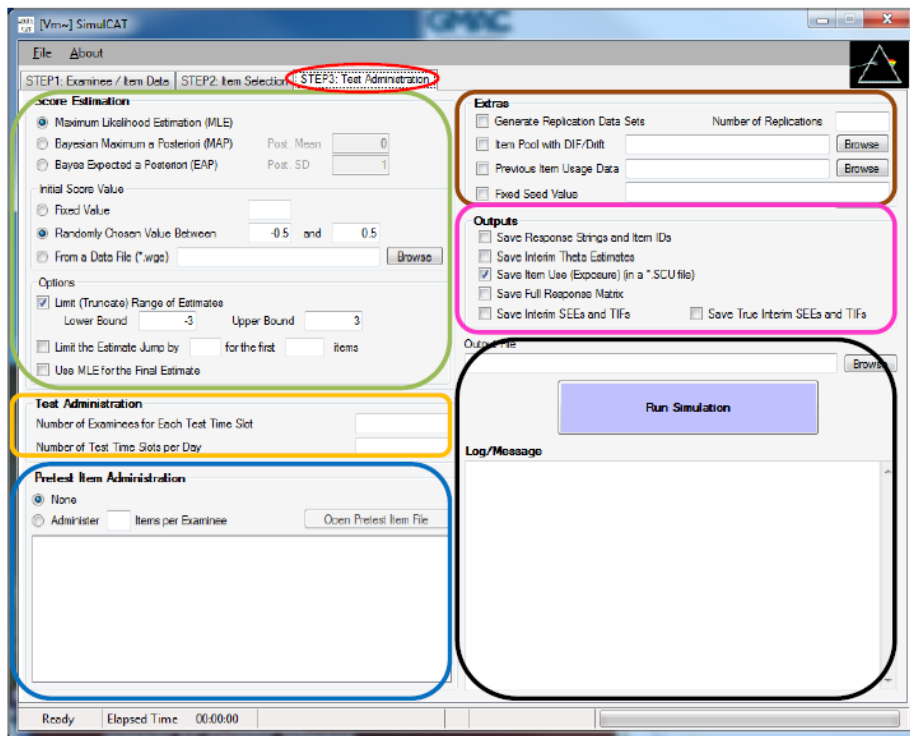 [Vm~] SimulCAT
GMAC
File About
STEP1: Examinee / Item Data STEP2: Item Selection STEP3: Test Administration
Score Estimation
Maximum Likelihood Estimation (MLE)
Bayesian Maximum a Posteriori (MAP) Post. Mean 0
Bayes Expected a Posteriori (EAP) Post. SD 1
Initial Score Value
Fixed Value
Randomly Chosen Value Between -0.5 and 0.5
From a Data File (*.wge) Browse
Options
Limit (Truncate) Range of Estimates
Lower Bound -3 Upper Bound 3
Limit the Estimate Jump by for the first items
Use MLE for the Final Estimate
Test Administration
Number of Examinees for Each Test Time Slot
Number of Test Time Slots per Day
Pretest Item Administration
None
Administer Items per Examinee Open Pretest Item File
Extras
Generate Replication Data Sets Number of Replications
Item Pool with DIF/Drift Browse
Previous Item Usage Data Browse
Fixed Seed Value
Outputs
Save Response Strings and Item IDs
Save Interim Theta Estimates
Save Item Use (Exposure) (in a *.SCU file)
Save Full Response Matrix
Save Interim SEEs and TIFs Save True Interim SEEs and TIFs
Output File
Browse
Run Simulation
Log/Message
Ready Elapsed Time 00:00:00